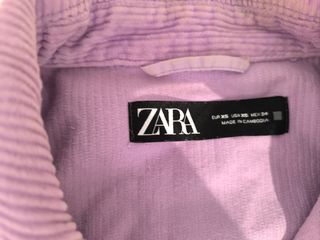 ZARA
EUR XS USA XS MEX 24
MADE IN CAMBODIA